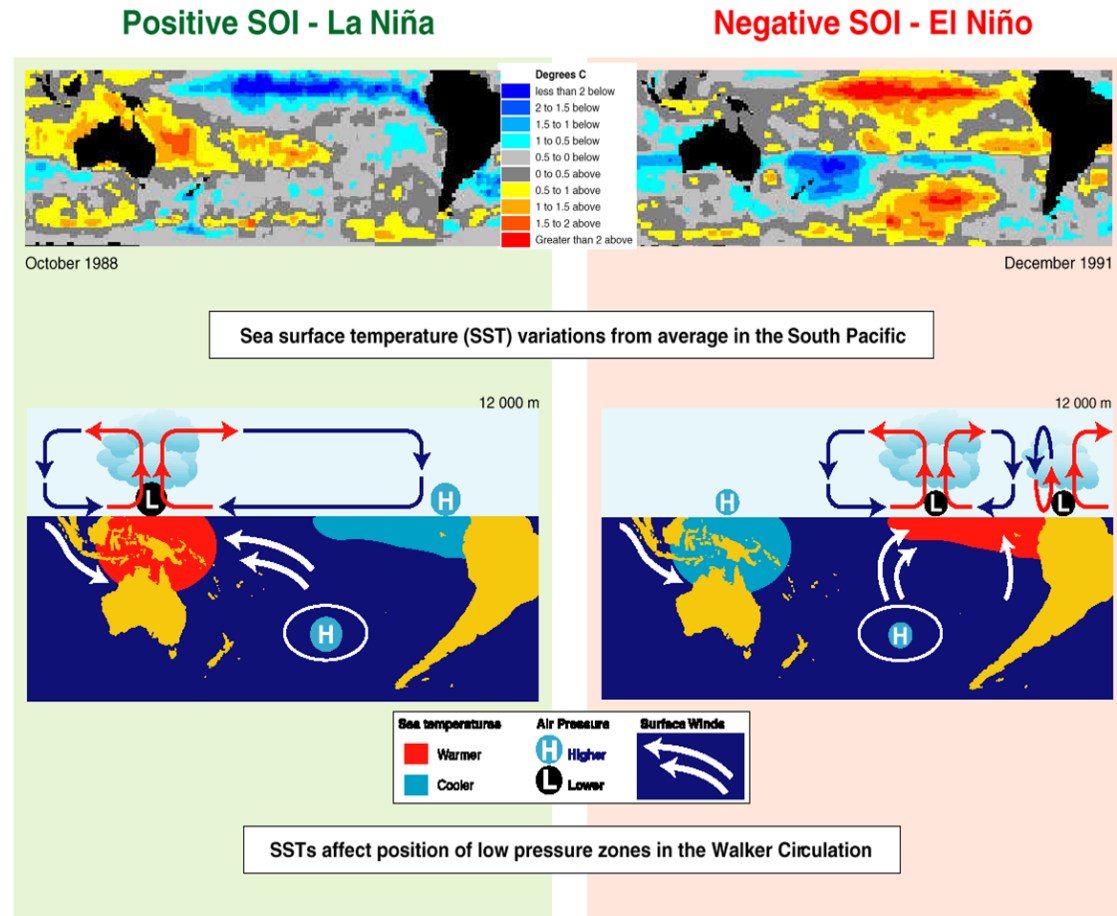 Positive SOI - La Niña
Negative SOI - El Niño
Degrees C
less than 2 below
2 to 1.5 below
1.5 to 1 below
1 to 0.5 below
0.5 to 0 below
0 to 0.5 above
0.5 to 1 above
1 to 1.5 above
1.5 to 2 above
Greater than 2 above
October 1988
December 1991
Sea surface temperature (SST) variations from average in the South Pacific
12 000 m
L
H
H
12 000 m
H
L
L
H
Sea temperatures
Warmer
Cooler
Air Pressure
H Higher
L Lower
Surface Winds
SSTs affect position of low pressure zones in the Walker Circulation